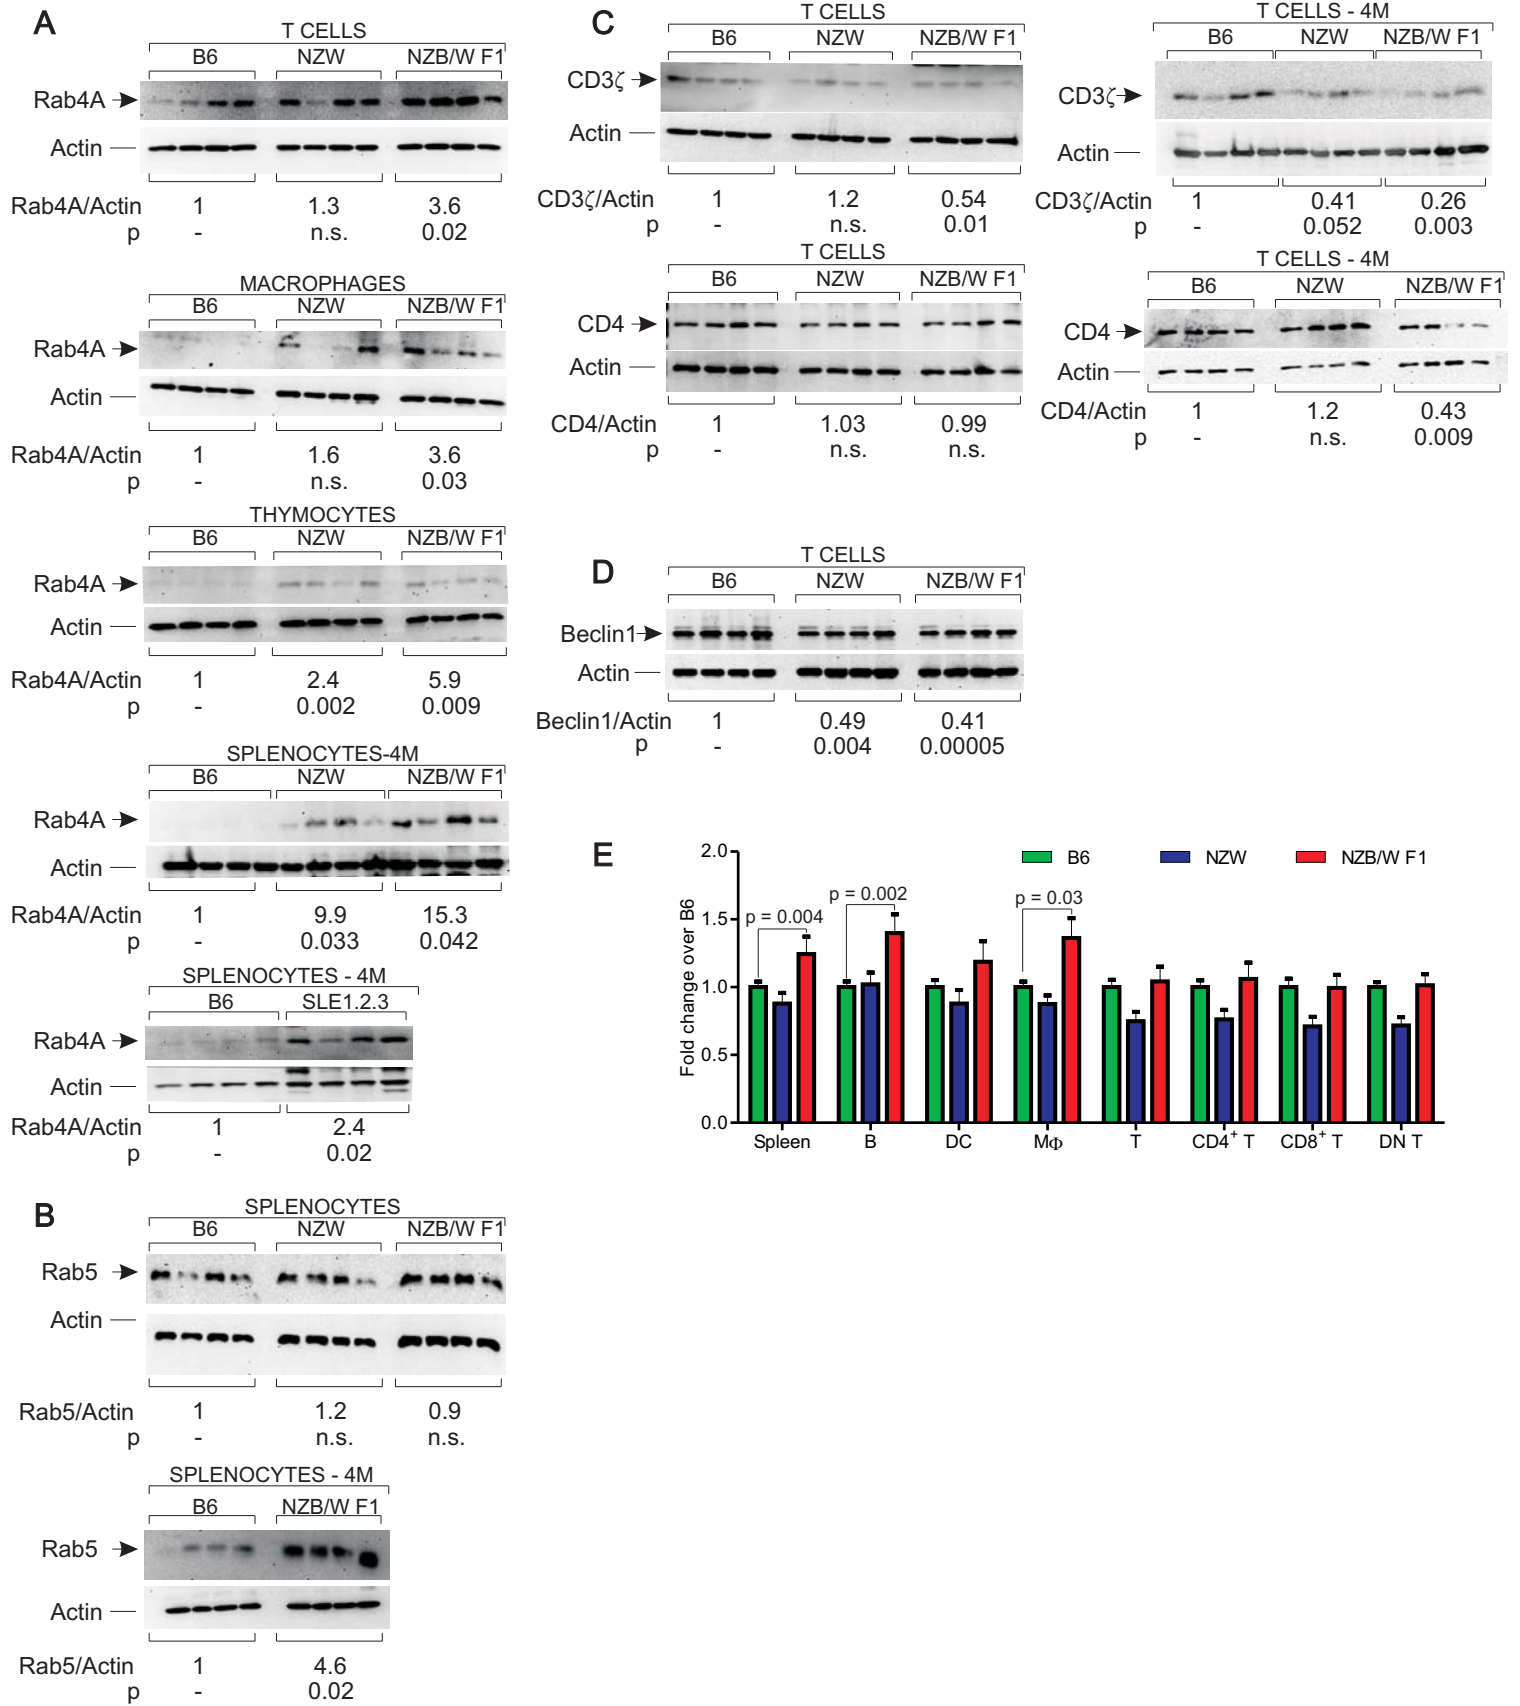 A
T CELLS
B6 NZW NZB/W F1
Rab4A
Actin
Rab4A/Actin 1 1.3 3.6
p - n.s. 0.02
MACROPHAGES
B6 NZW NZB/W F1
Rab4A
Actin
Rab4A/Actin 1 1.6 3.6
p - n.s. 0.03
THYMOCYTES
B6 NZW NZB/W F1
Rab4A
Actin
Rab4A/Actin 1 2.4 5.9
p - 0.002 0.009
SPLENOCYTES-4M
B6 NZW NZB/W F1
Rab4A
Actin
Rab4A/Actin 1 9.9 15.3
p - 0.033 0.042
SPLENOCYTES - 4M
B6 SLE1.2.3
Rab4A
Actin
Rab4A/Actin 1 2.4
p - 0.02
B
SPLENOCYTES
B6 NZW NZB/W F1
Rab5
Actin
Rab5/Actin 1 1.2 0.9
p - n.s. n.s.
SPLENOCYTES - 4M
B6 NZB/W F1
Rab5
Actin
Rab5/Actin 1 4.6
p - 0.02
C
T CELLS
B6 NZW NZB/W F1
CD3ζ
Actin
CD3ζ/Actin 1 1.2 0.54
p - n.s. 0.01
T CELLS - 4M
B6 NZW NZB/W F1
CD3ζ
Actin
CD3ζ/Actin 1 0.41 0.26
p - 0.052 0.003
T CELLS
B6 NZW NZB/W F1
CD4
Actin
CD4/Actin 1 1.03 0.99
p - n.s. n.s.
T CELLS - 4M
B6 NZW NZB/W F1
CD4
Actin
CD4/Actin 1 1.2 0.43
p - n.s. 0.009
D
T CELLS
B6 NZW NZB/W F1
Beclin1
Actin
Beclin1/Actin 1 0.49 0.41
p - 0.004 0.00005
E
B6 NZW NZB/W F1
Fold change over B6
2.0
1.5
1.0
0.5
0.0
p = 0.004 p = 0.002 p = 0.03
Spleen B DC MΦ T CD4+ T CD8+ T DN T